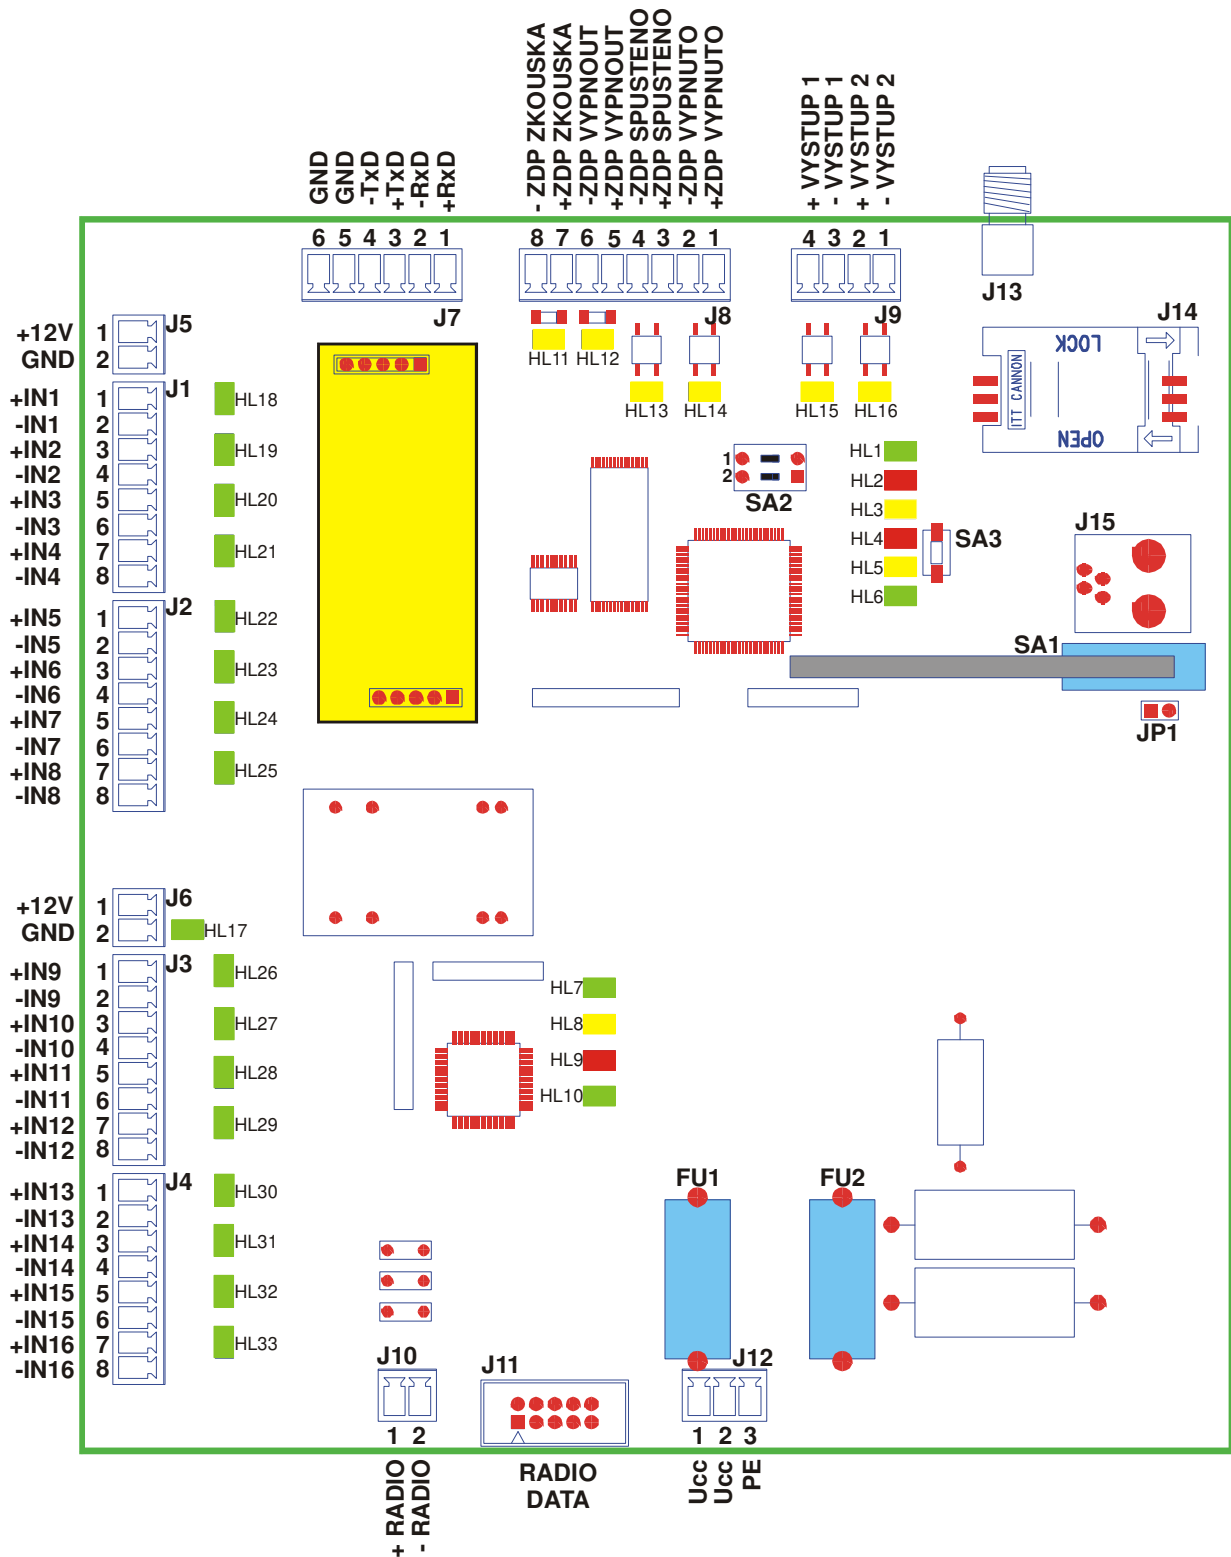 -ZDP ZKOUSKA
+ZDP ZKOUSKA
-ZDP VYPNOUT
+ZDP VYPNOUT
-ZDP SPUSTENO
+ZDP SPUSTENO
-ZDP VYPNUTO
+ZDP VYPNUTO
+ VYSTUP 1
- VYSTUP 1
+ VYSTUP 2
- VYSTUP 2
GND
GND
-TxD
+TxD
-RxD
+RxD
6 5 4 3 2 1
8 7 6 5 4 3 2 1
4 3 2 1
J7
J8
J9
J13
J14
LOCK
ITT CANNON
OPEN
HL11
HL12
HL13
HL14
HL15
HL16
+12V 1 J5
GND 2
+IN1 1 J1
-IN1 2
+IN2 3
-IN2 4
+IN3 5
-IN3 6
+IN4 7
-IN4 8
HL18
HL19
HL20
HL21
1
2
SA2
HL1
HL2
HL3
HL4
HL5
HL6
SA3
J15
SA1
JP1
+IN5 1 J2
-IN5 2
+IN6 3
-IN6 4
+IN7 5
-IN7 6
+IN8 7
-IN8 8
HL22
HL23
HL24
HL25
+12V 1 J6
GND 2
HL17
+IN9 1 J3
-IN9 2
+IN10 3
-IN10 4
+IN11 5
-IN11 6
+IN12 7
-IN12 8
HL26
HL27
HL28
HL29
HL7
HL8
HL9
HL10
+IN13 1 J4
-IN13 2
+IN14 3
-IN14 4
+IN15 5
-IN15 6
+IN16 7
-IN16 8
HL30
HL31
HL32
HL33
FU1
FU2
J10
J11
J12
1 2
1 2 3
+ RADIO
- RADIO
RADIO
DATA
Ucc
Ucc
PE